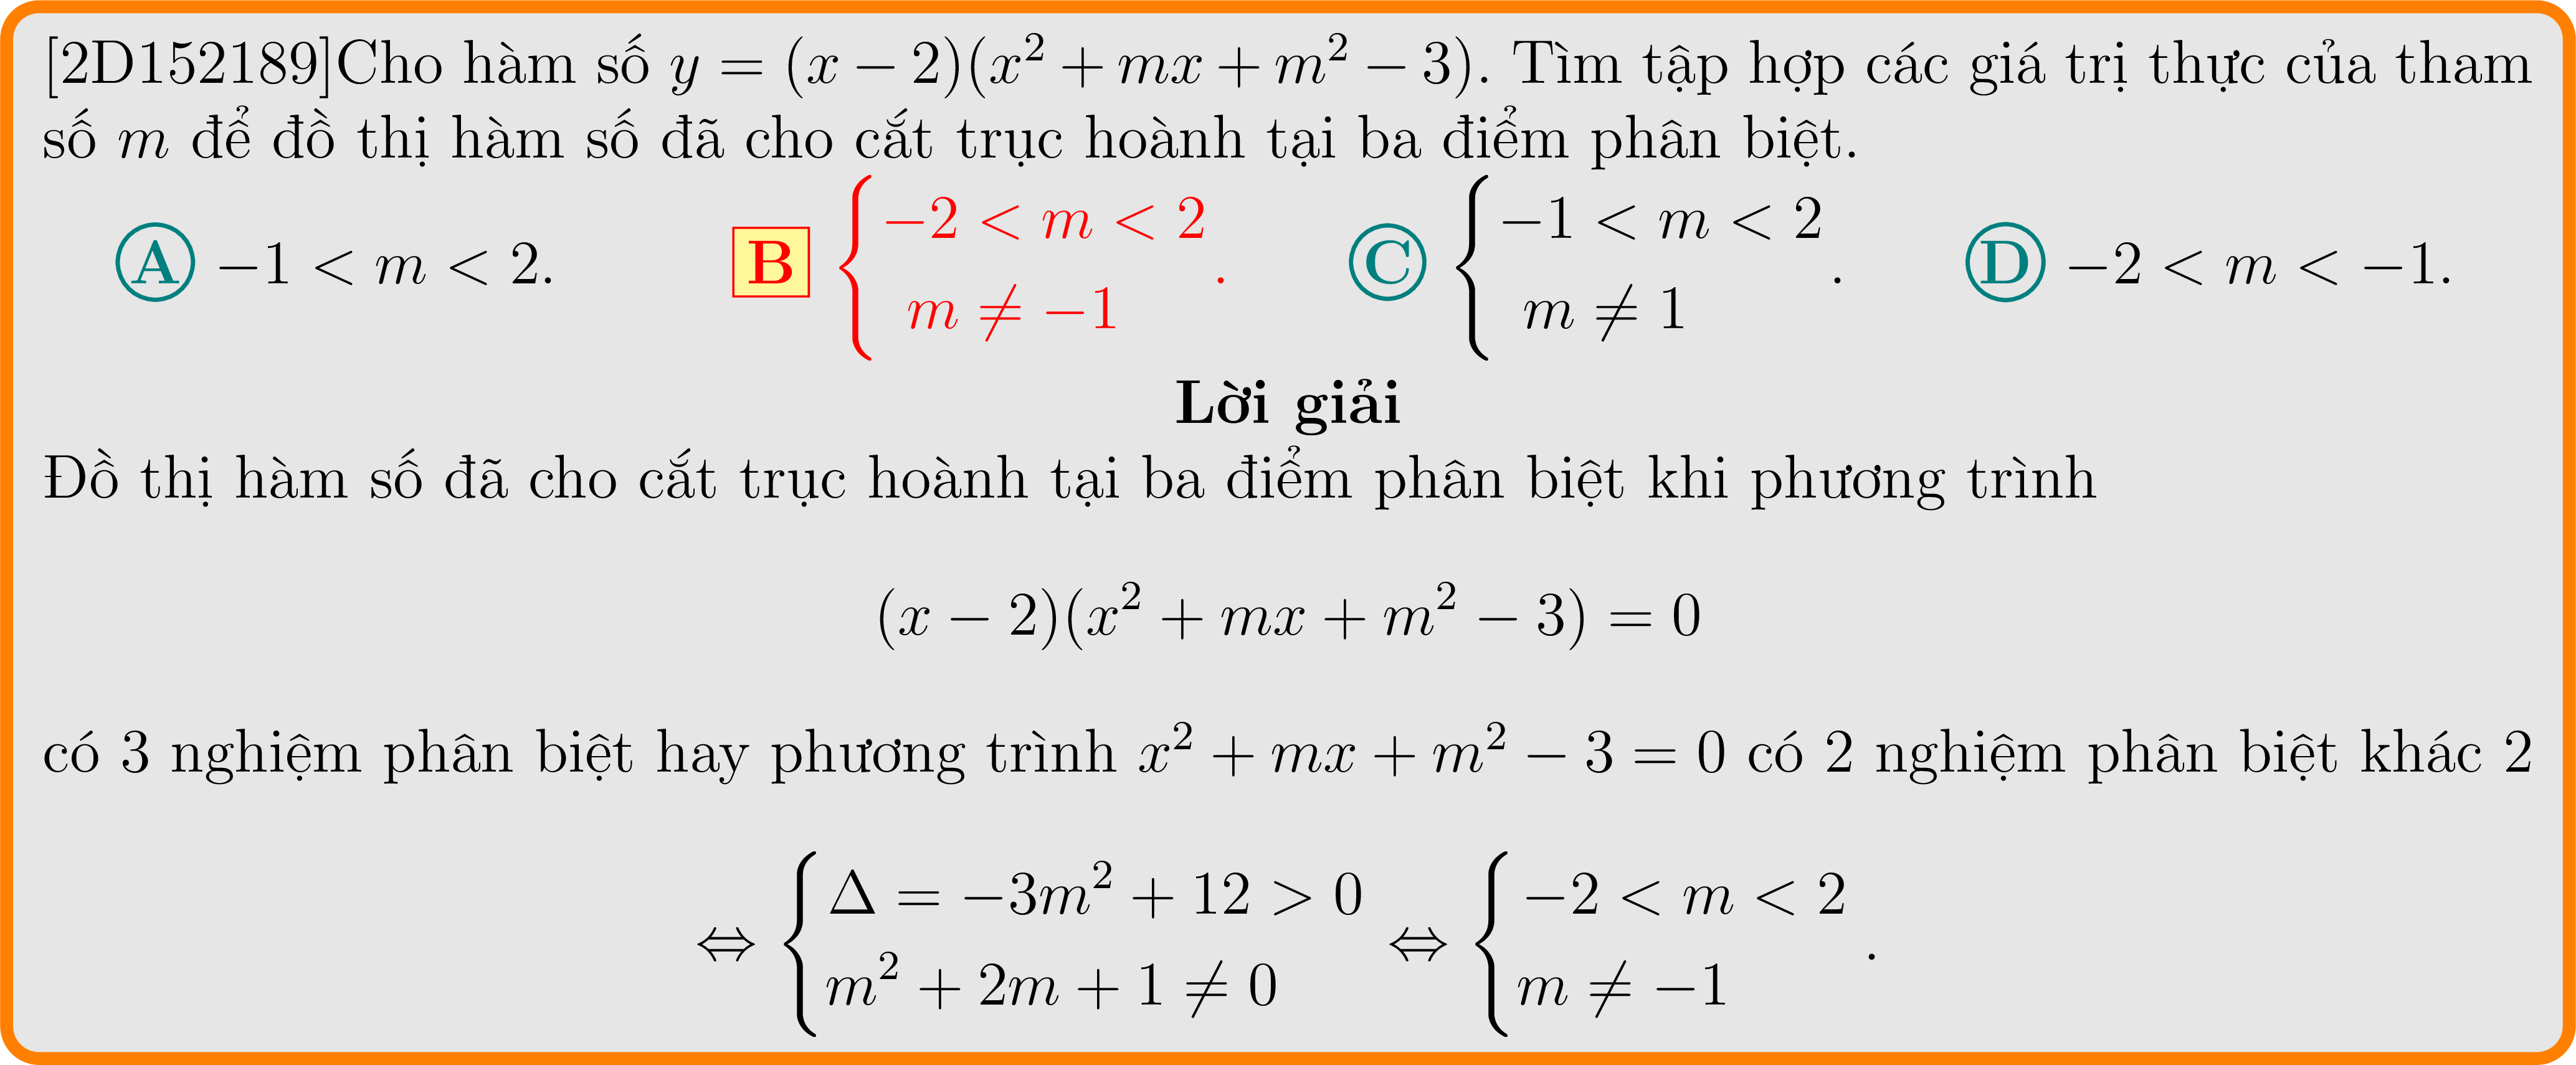 [2D152189]Cho hàm số $y = (x - 2)(x^2 + mx + m^2 - 3)$. Tìm tập hợp các giá trị thực của tham
số $m$ để đồ thị hàm số đã cho cắt trục hoành tại ba điểm phân biệt.
A $-1 < m < 2$. B $\begin{cases} -2 < m < 2 \\ m \neq -1 \end{cases}$. C $\begin{cases} -1 < m < 2 \\ m \neq 1 \end{cases}$. D $-2 < m < -1$.
Lời giải
Đồ thị hàm số đã cho cắt trục hoành tại ba điểm phân biệt khi phương trình
$(x - 2)(x^2 + mx + m^2 - 3) = 0$
có 3 nghiệm phân biệt hay phương trình $x^2 + mx + m^2 - 3 = 0$ có 2 nghiệm phân biệt khác 2
$\Leftrightarrow \begin{cases} \Delta = -3m^2 + 12 > 0 \\ m^2 + 2m + 1 \neq 0 \end{cases} \Leftrightarrow \begin{cases} -2 < m < 2 \\ m \neq -1 \end{cases}$.